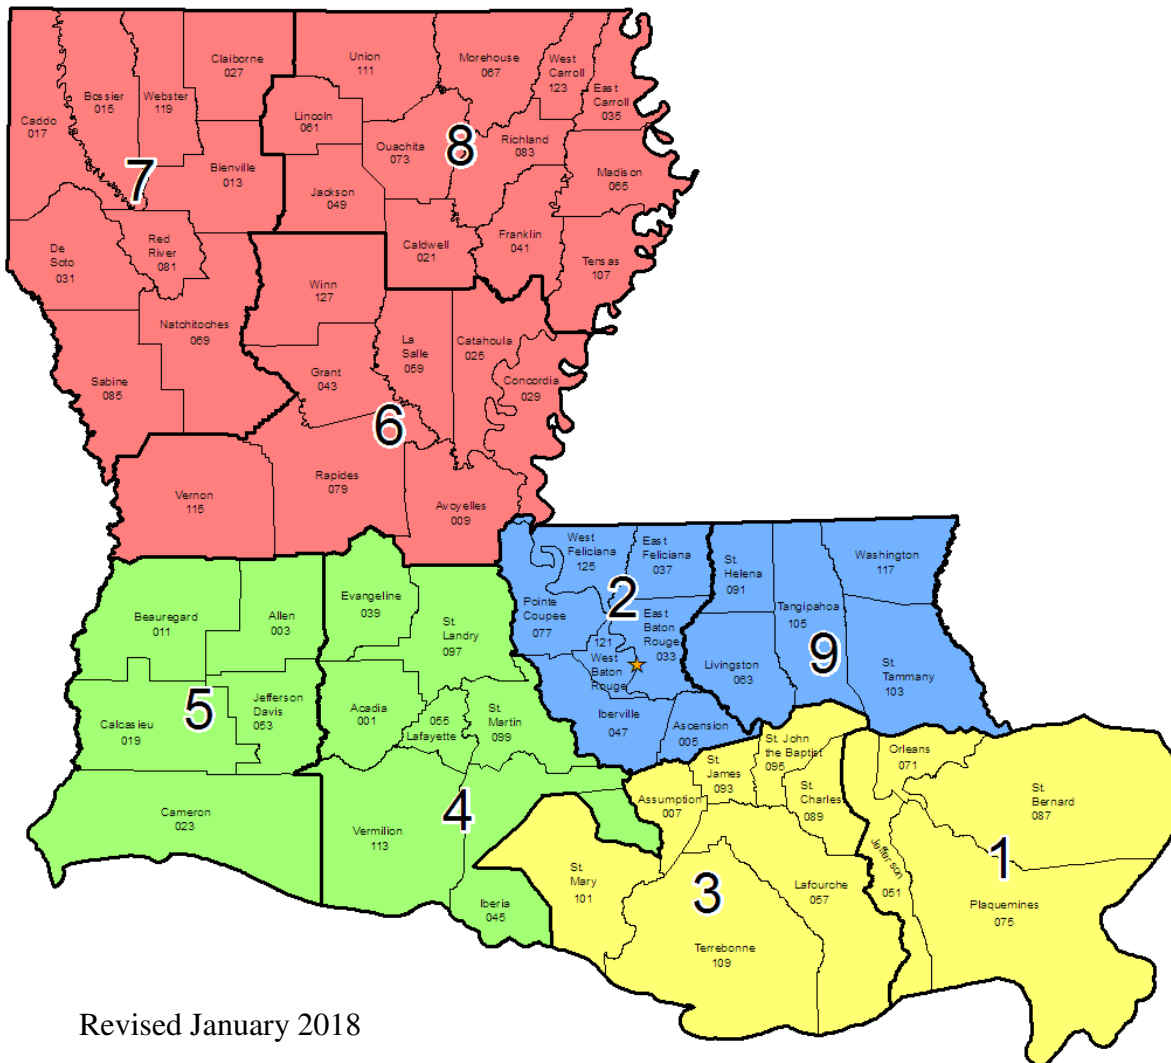 Claiborne
027
Union
111
Morehouse
067
West
Carroll
123
East
Carroll
035
Bossier
015
Webster
119
Caddo
017
Lincoln
061
Ouachita
073
8
Richland
083
7
Bienville
013
Madison
065
Jackson
049
De
Soto
031
Red
River
081
Caldwell
021
Franklin
041
Tensas
107
Winn
127
Natchitoches
069
La
Salle
059
Catahoula
025
Sabine
085
Grant
043
Concordia
029
6
Rapides
079
Vernon
115
Avoyelles
009
West
Feliciana
125
East
Feliciana
037
St.
Helena
091
Washington
117
Beauregard
011
Allen
003
Evangeline
039
St.
Landry
097
Pointe
Coupee
077
2
East
Baton
Rouge
033
121
West
Baton
Rouge
Tangipahoa
105
9
Livingston
063
St.
Tammany
103
Calcasieu
019
5
Jefferson
Davis
053
Acadia
001
055
Lafayette
St.
Martin
099
Iberville
047
Ascension
005
St. John
the Baptist
095
St.
James
093
Orleans
071
Assumption
007
St.
Charles
089
St.
Bernard
087
Cameron
023
Vermilion
113
4
St.
Mary
101
3
Jefferson
051
1
Lafourche
057
Iberia
045
Plaquemines
075
Terrebonne
109
Revised January 2018